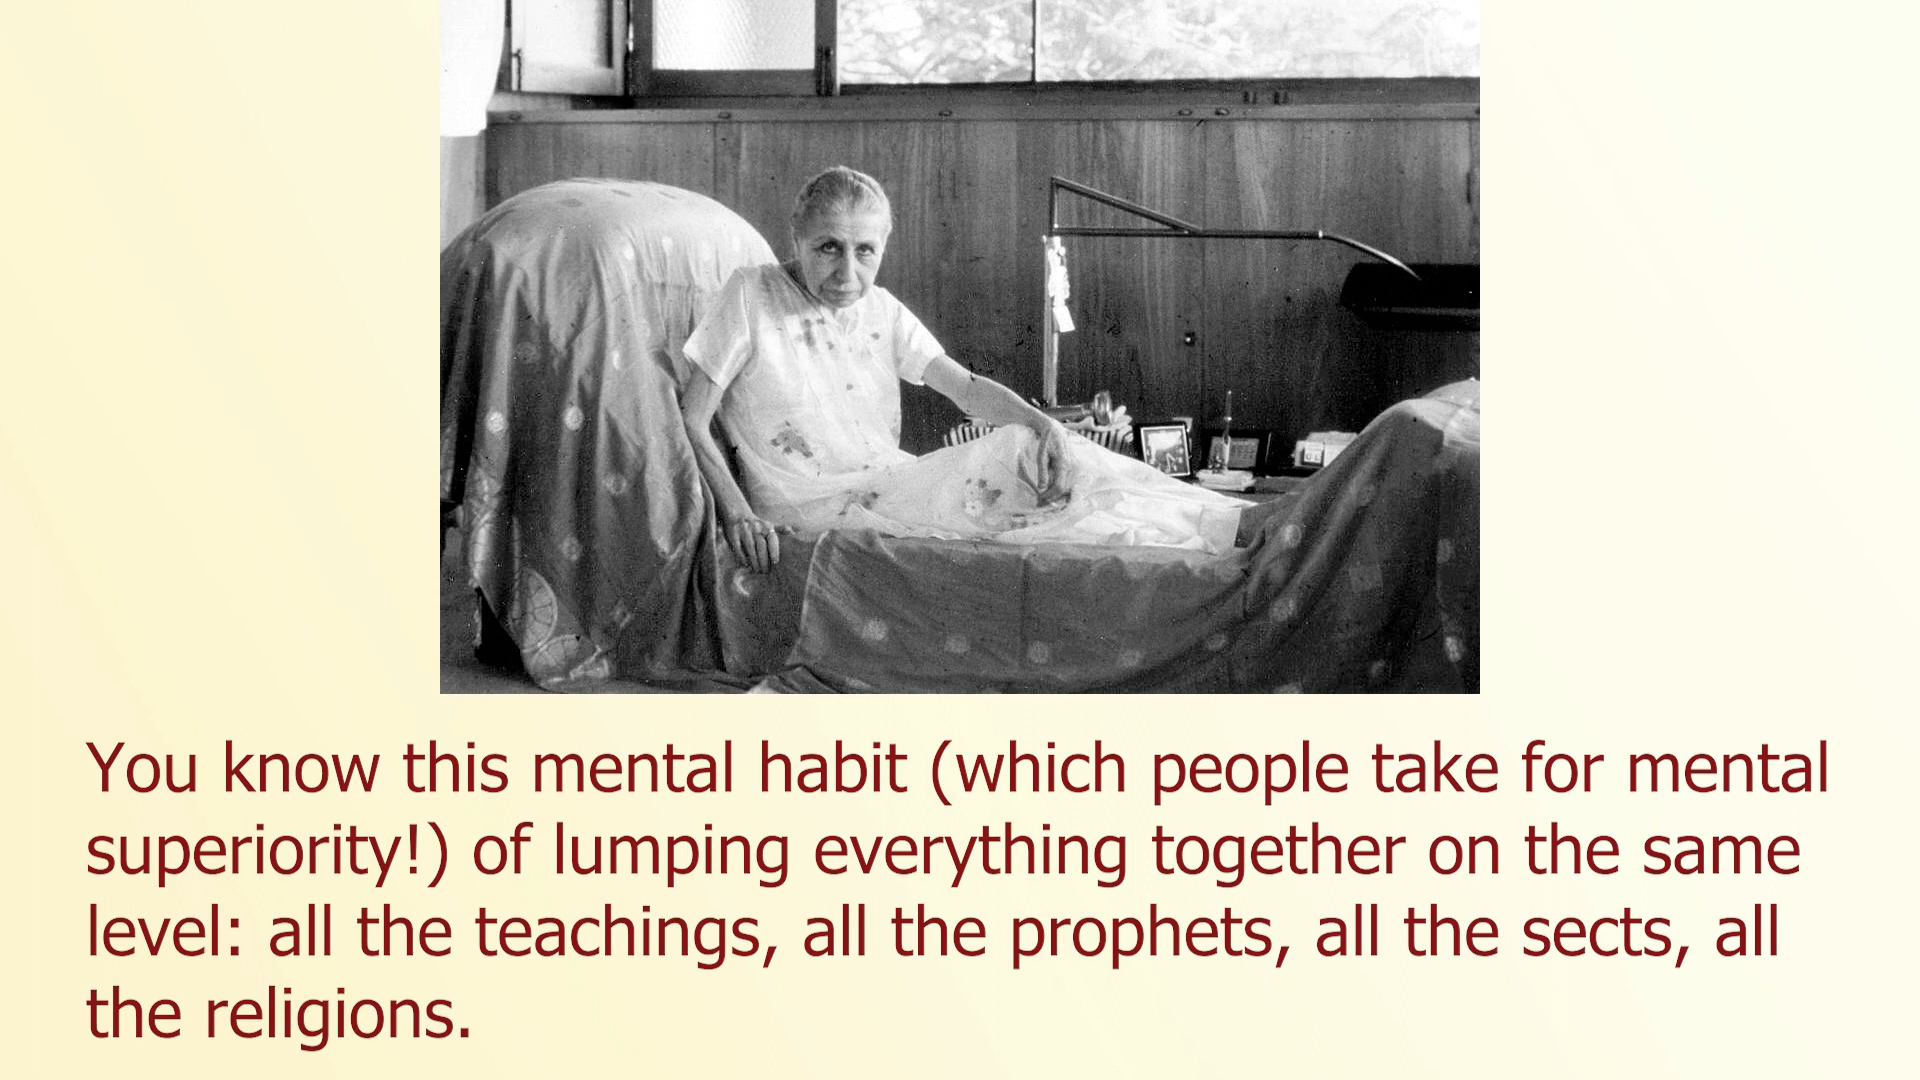 You know this mental habit (which people take for mental
superiority!) of lumping everything together on the same
level: all the teachings, all the prophets, all the sects, all
the religions.